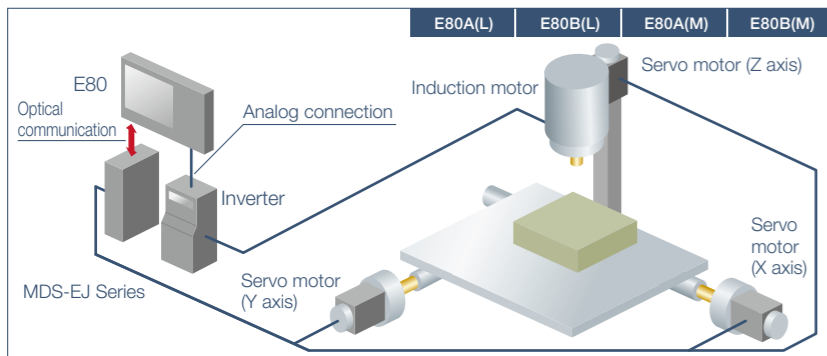 E80A(L) E80B(L) E80A(M) E80B(M)
E80
Optical
communication
Analog connection
Induction motor
Servo motor (Z axis)
Inverter
MDS-EJ Series
Servo motor
(Y axis)
Servo
motor
(X axis)